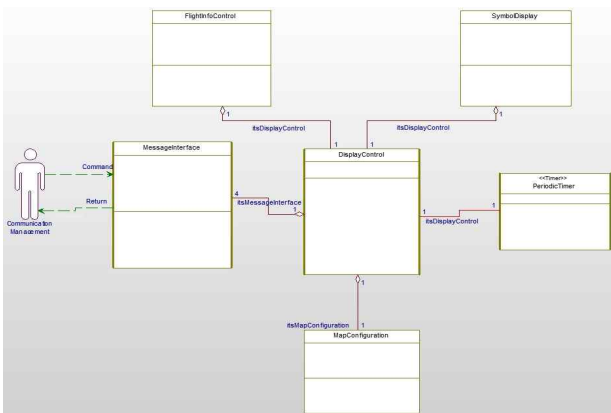 FlightInfoControl
SymbolDisplay
1
1
itsDisplayControl
itsDisplayControl
1
1
MessageInterface
DisplayControl
Command
<<Timer>>
PeriodicTimer
4
itsMessageInterface
1
Return
1
1
itsDisplayControl
Communication
Management
1
itsMapConfiguration
1
MapConfiguration